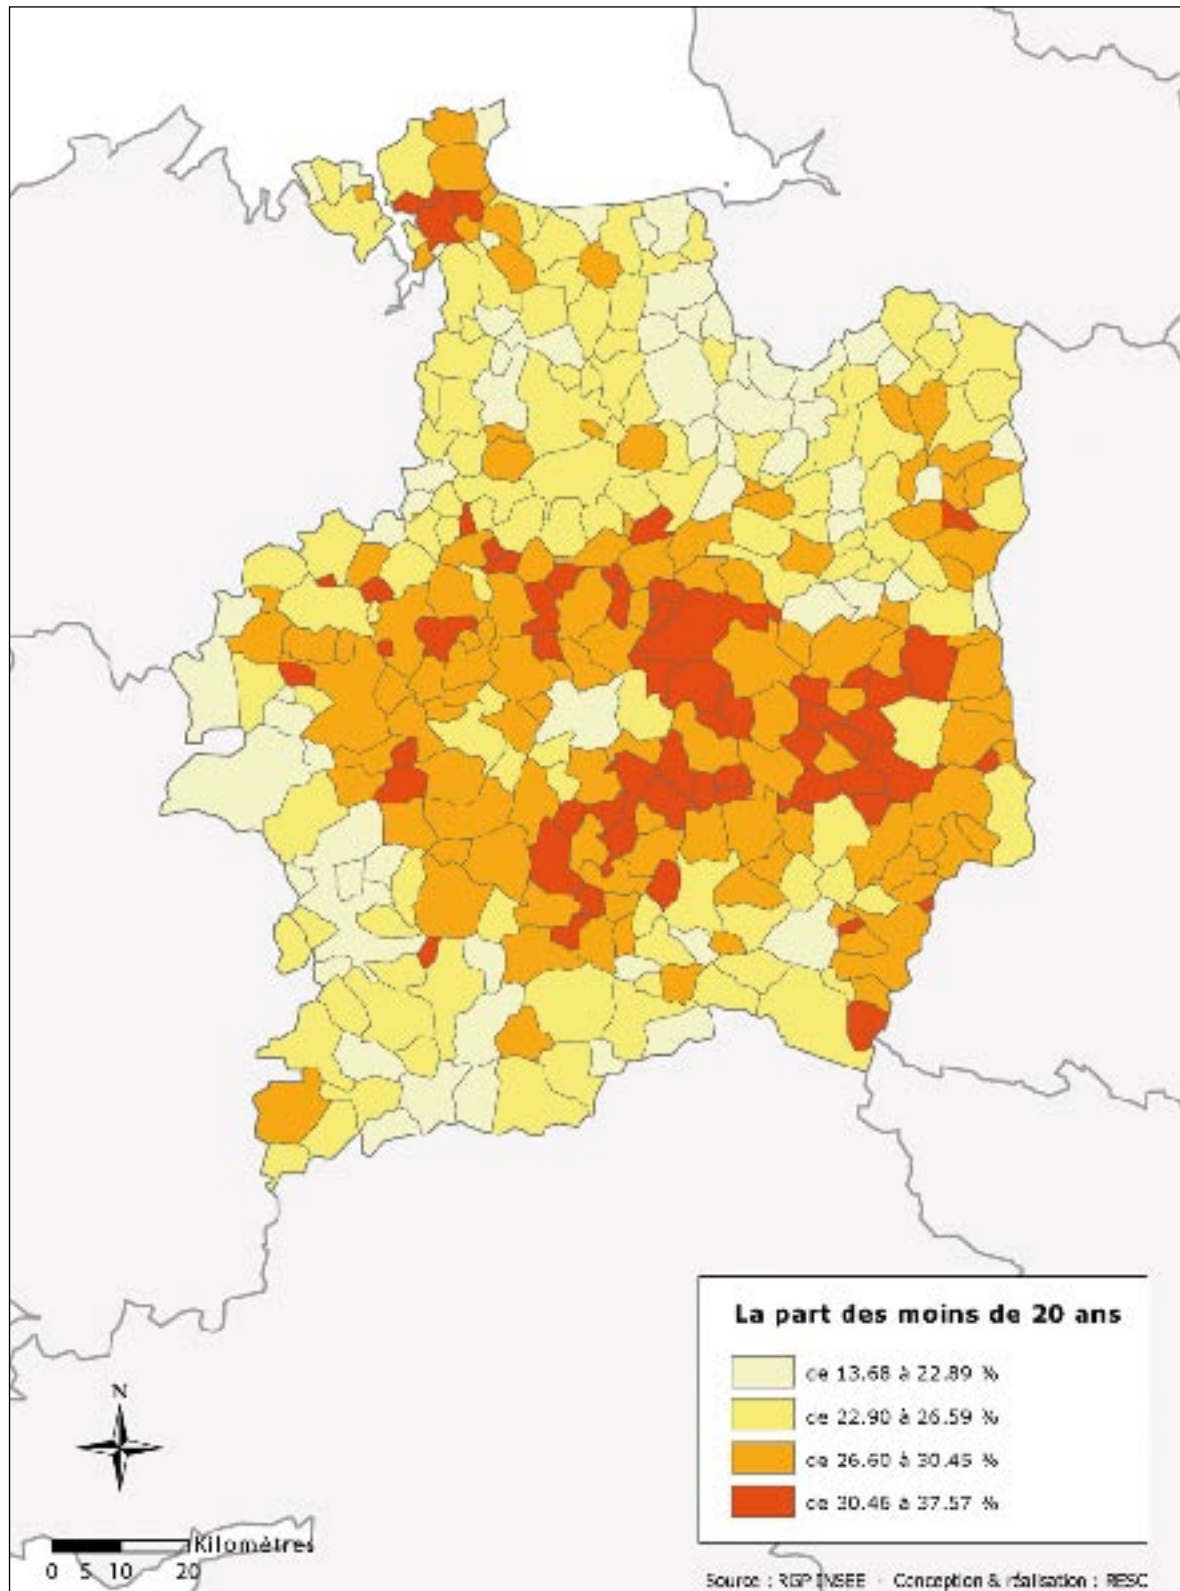 La part des moins de 20 ans
de 13.68 à 22.89 %
de 22.90 à 26.59 %
de 26.60 à 30.45 %
de 30.46 à 37.57 %
N
Kilomètres
0 5 10 20
Source : RGP INSEE - Conception & réalisation : RESO